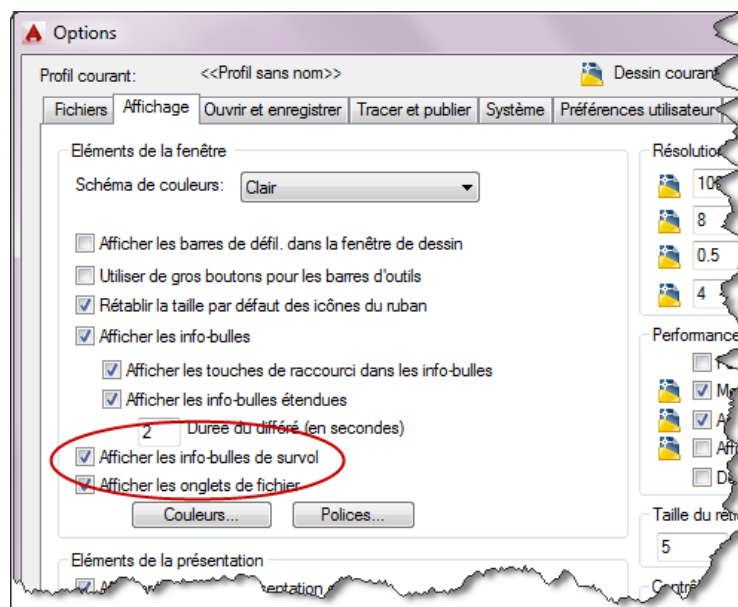 Options
Profil courant: <<Profil sans nom>> Dessin courant
Fichiers Affichage Ouvrir et enregistrer Tracer et publier Système Préférences utilisateur
Eléments de la fenêtre
Schéma de couleurs: Clair
Afficher les barres de défil. dans la fenêtre de dessin
Utiliser de gros boutons pour les barres d'outils
Rétablir la taille par défaut des icônes du ruban
Afficher les info-bulles
Afficher les touches de raccourci dans les info-bulles
Afficher les info-bulles étendues
2 Durée du différé (en secondes)
Afficher les info-bulles de survol
Afficher les onglets de fichier
Couleurs... Polices...
Eléments de la présentation
Résolution
8
0.5
4
Performance
Taille du
5